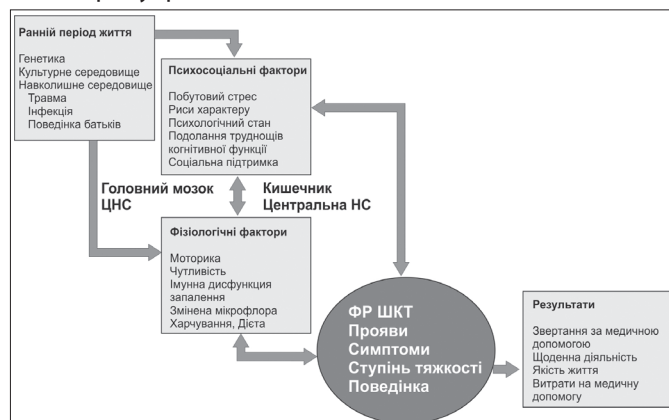 Ранній період життя
Генетика
Культурне середовище
Навколишне середовище
Травма
Інфекція
Поведінка батьків
Психосоціальні фактори
Побутовий стрес
Риси характеру
Психологічний стан
Подолання труднощів
когнітивної функції
Соціальна підтримка
Головний мозок
ЦНС
Кишечник
Центральна НС
Фізіологічні фактори
Моторика
Чутливість
Імунна дисфункція
запалення
Змінена мікрофлора
Харчування, Дієта
ФР ШКТ
Прояви
Симптоми
Ступінь тяжкості
Поведінка
Результати
Звертання за медичною
допомогою
Щоденна діяльність
Якість життя
Витрати на медичну
допомогу